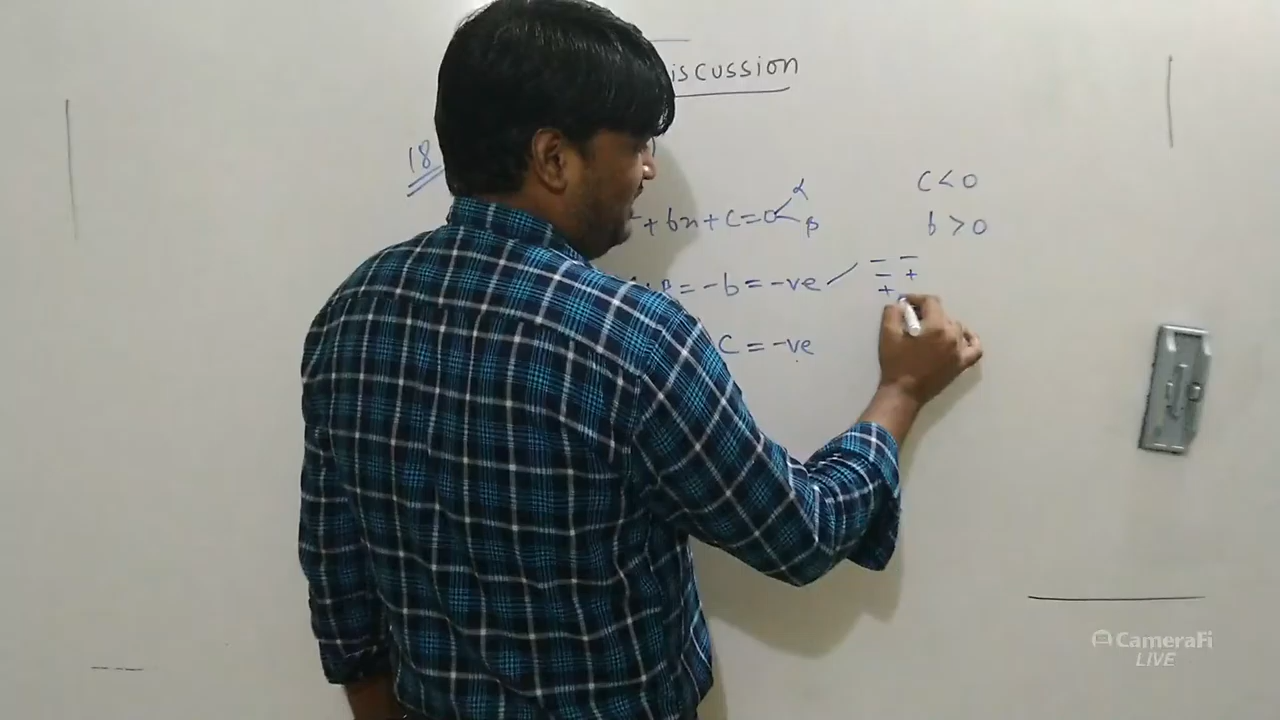 iscussion
18
+ bx + c = 0 α
β
c < 0
b > 0
β = -b = -ve
- -
- +
+
c = -ve
CameraFi
LIVE